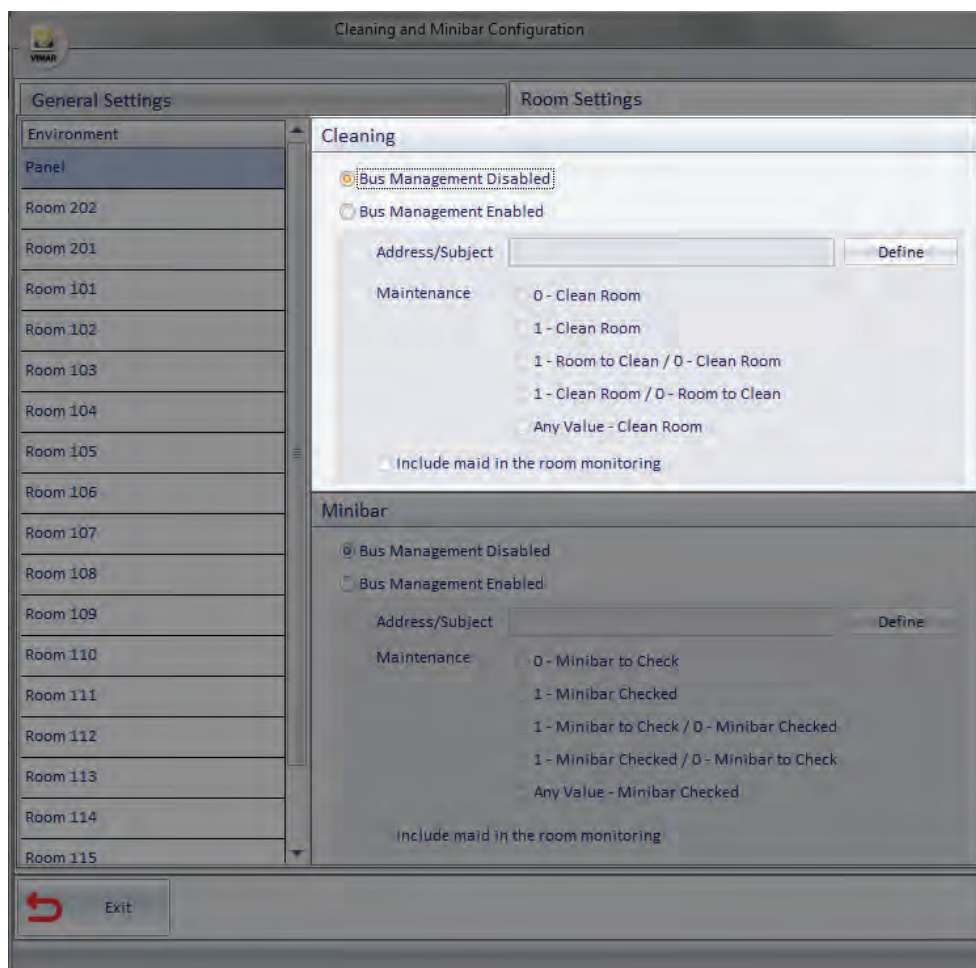 Cleaning and Minibar Configuration
VIMAR
General Settings
Room Settings
Environment
Panel
Room 202
Room 201
Room 101
Room 102
Room 103
Room 104
Room 105
Room 106
Room 107
Room 108
Room 109
Room 110
Room 111
Room 112
Room 113
Room 114
Room 115
Cleaning
Bus Management Disabled
Bus Management Enabled
Address/Subject
Define
Maintenance
0 - Clean Room
1 - Clean Room
1 - Room to Clean / 0 - Clean Room
1 - Clean Room / 0 - Room to Clean
Any Value - Clean Room
Include maid in the room monitoring
Minibar
Bus Management Disabled
Bus Management Enabled
Address/Subject
Define
Maintenance
0 - Minibar to Check
1 - Minibar Checked
1 - Minibar to Check / 0 - Minibar Checked
1 - Minibar Checked / 0 - Minibar to Check
Any Value - Minibar Checked
Include maid in the room monitoring
Exit